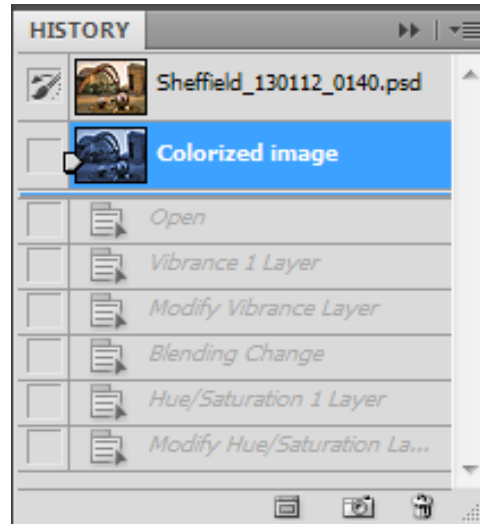 HISTORY
Sheffield_130112_0140.psd
Colorized image
Open
Vibrance 1 Layer
Modify Vibrance Layer
Blending Change
Hue/Saturation 1 Layer
Modify Hue/Saturation La...